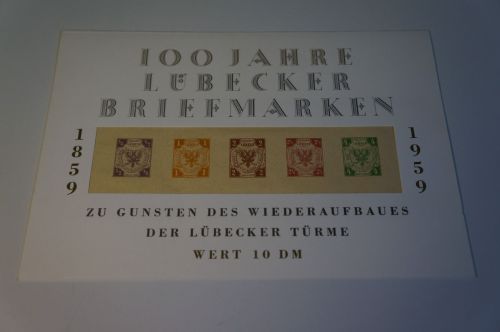 100 JAHRE
LÜBECKER
BRIEFMARKEN
1859
1959
ZU GUNSTEN DES WIEDERAUFBAUES
DER LÜBECKER TÜRME
WERT 10 DM